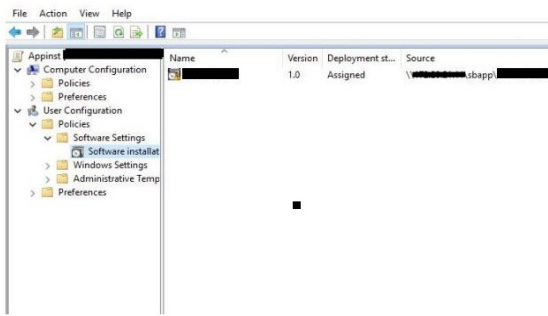 File Action View Help
Appinst
Computer Configuration
Policies
Preferences
User Configuration
Policies
Software Settings
Software installat
Windows Settings
Administrative Temp
Preferences
Name Version Deployment st... Source
1.0 Assigned \\ \sbapp\